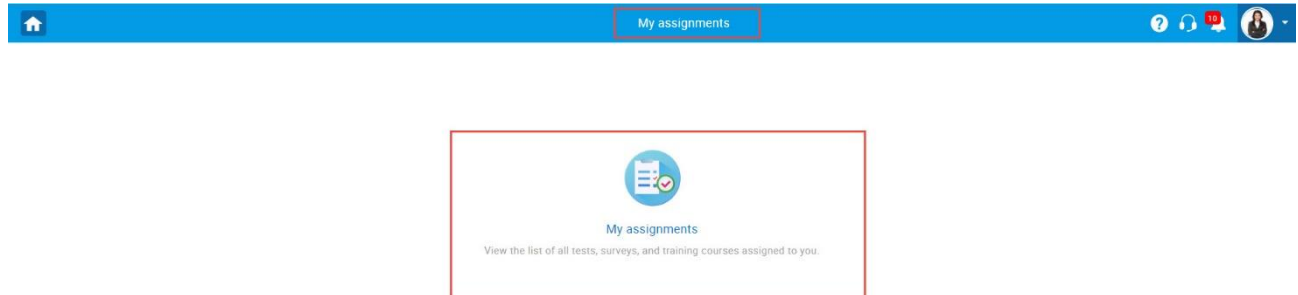 My assignments
?
10
My assignments
View the list of all tests, surveys, and training courses assigned to you.